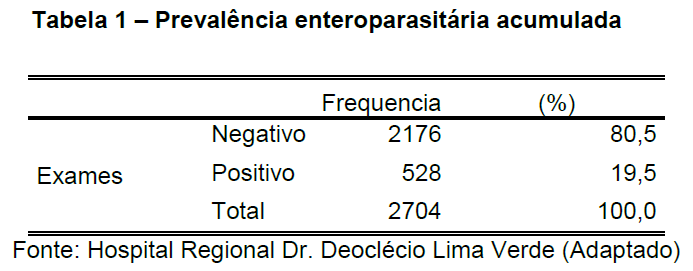 Tabela 1 – Prevalência enteroparasitária acumulada
Frequencia (%)
Negativo 2176 80,5
Exames Positivo 528 19,5
Total 2704 100,0
Fonte: Hospital Regional Dr. Deoclécio Lima Verde (Adaptado)